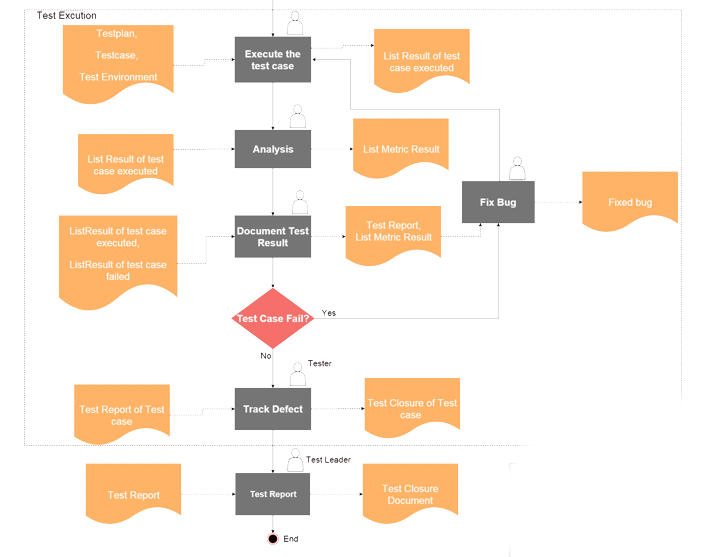 Test Excution
Testplan,
Testcase,
Test Environment
Execute the
test case
List Result of test
case executed
List Result of test
case executed
Analysis
List Metric Result
Fix Bug
Fixed bug
ListResult of test case
executed,
ListResult of test case
failed
Document Test
Result
Test Report,
List Metric Result
Test Case Fail?
Yes
No
Tester
Test Report of Test
case
Track Defect
Test Closure of Test
case
Test Leader
Test Report
Test Report
Test Closure
Document
End